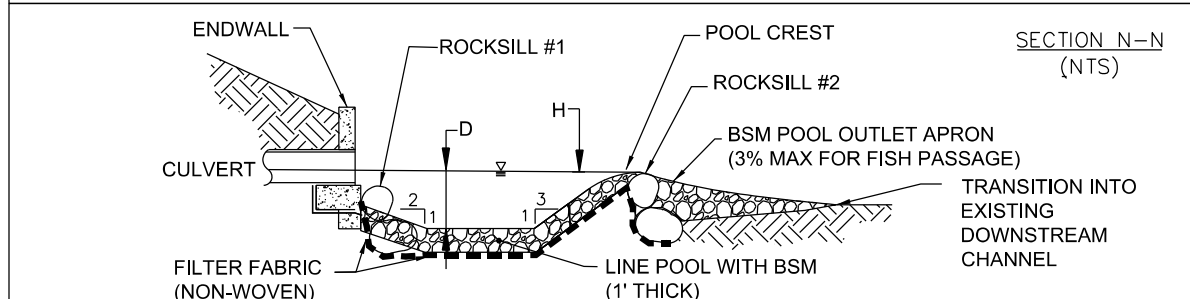 ENDWALL
ROCKSILL #1
POOL CREST
SECTION N-N
(NTS)
ROCKSILL #2
H
D
BSM POOL OUTLET APRON
(3% MAX FOR FISH PASSAGE)
CULVERT
TRANSITION INTO
EXISTING
DOWNSTREAM
CHANNEL
2
1
3
1
FILTER FABRIC
(NON-WOVEN)
LINE POOL WITH BSM
(1' THICK)